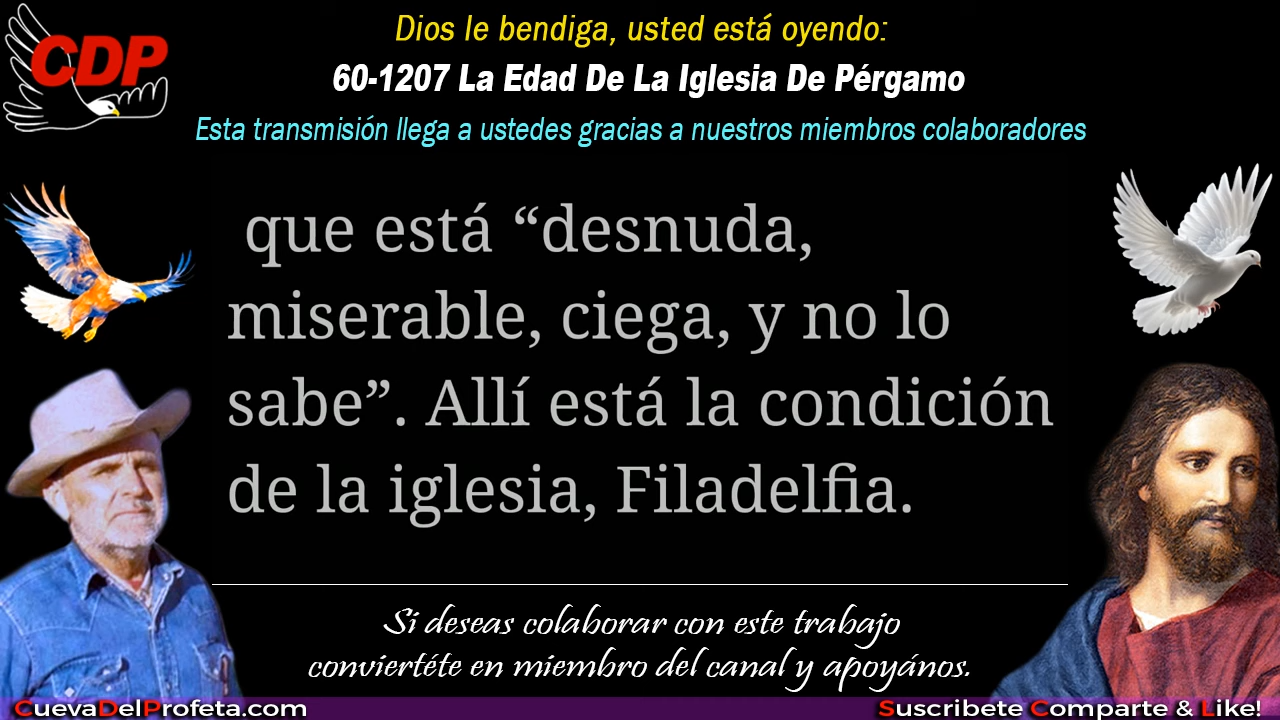 CDP
Dios le bendiga, usted está oyendo:
60-1207 La Edad De La Iglesia De Pérgamo
Esta transmisión llega a ustedes gracias a nuestros miembros colaboradores
que está “desnuda,
miserable, ciega, y no lo
sabe”. Allí está la condición
de la iglesia, Filadelfia.
Si deseas colaborar con este trabajo
conviertéte en miembro del canal y apoyános.
CuevaDelProfeta.com
Suscribete Comparte & Like!